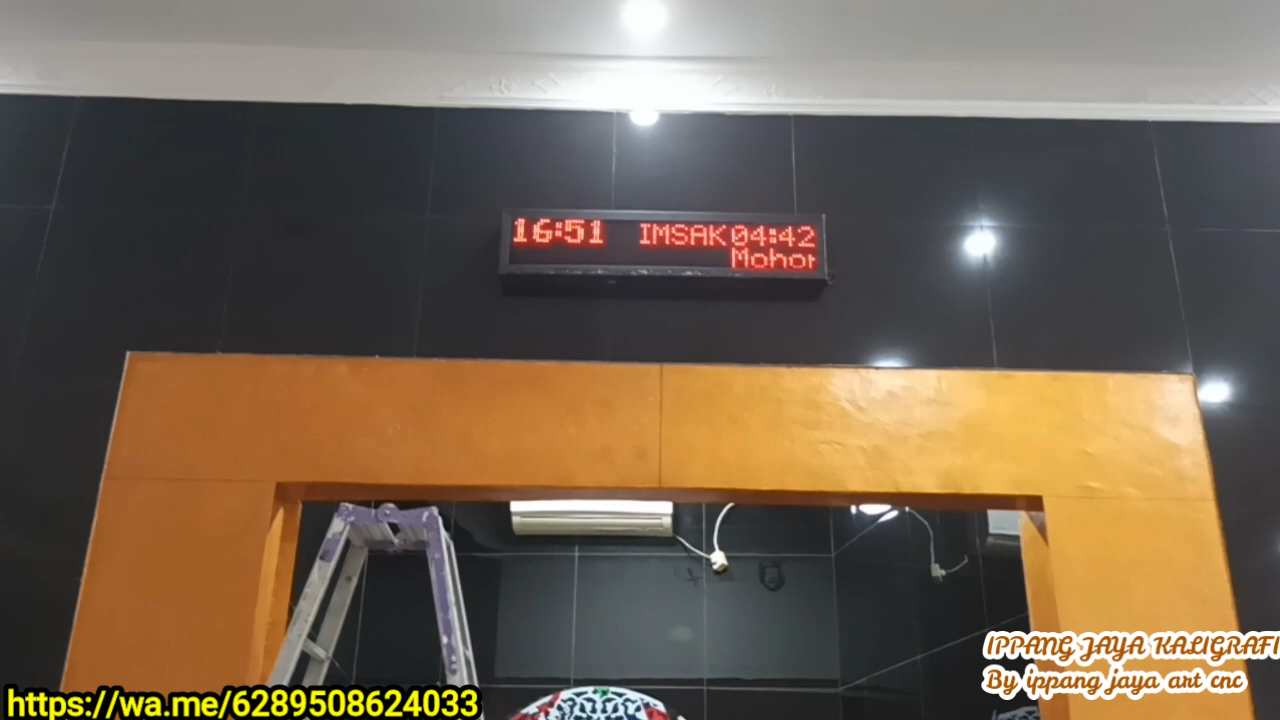 16:51 IMSAK 04:42
Mohor
IPPANG JAYA KALIGRAFI
By ippang jaya art cnc
https://wa.me/6289508624033